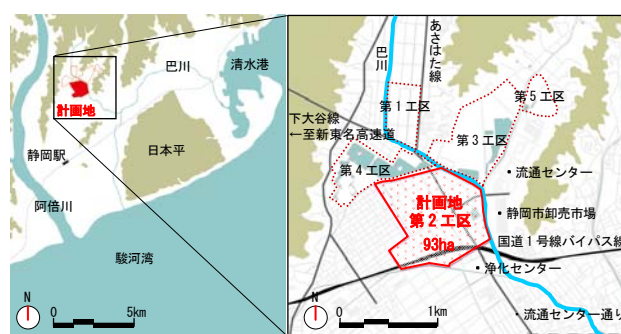 巴川
清水港
計画地
静岡駅
日本平
阿倍川
駿河湾
N
0
5km
巴川
あさはた線
第1工区
第5工区
下大谷線
←至新東名高速道
第3工区
第4工区
・流通センター
計画地
第2工区
93ha
・静岡市卸売市場
国道1号線バイパス線
・浄化センター
N
0
1km
・流通センター通り